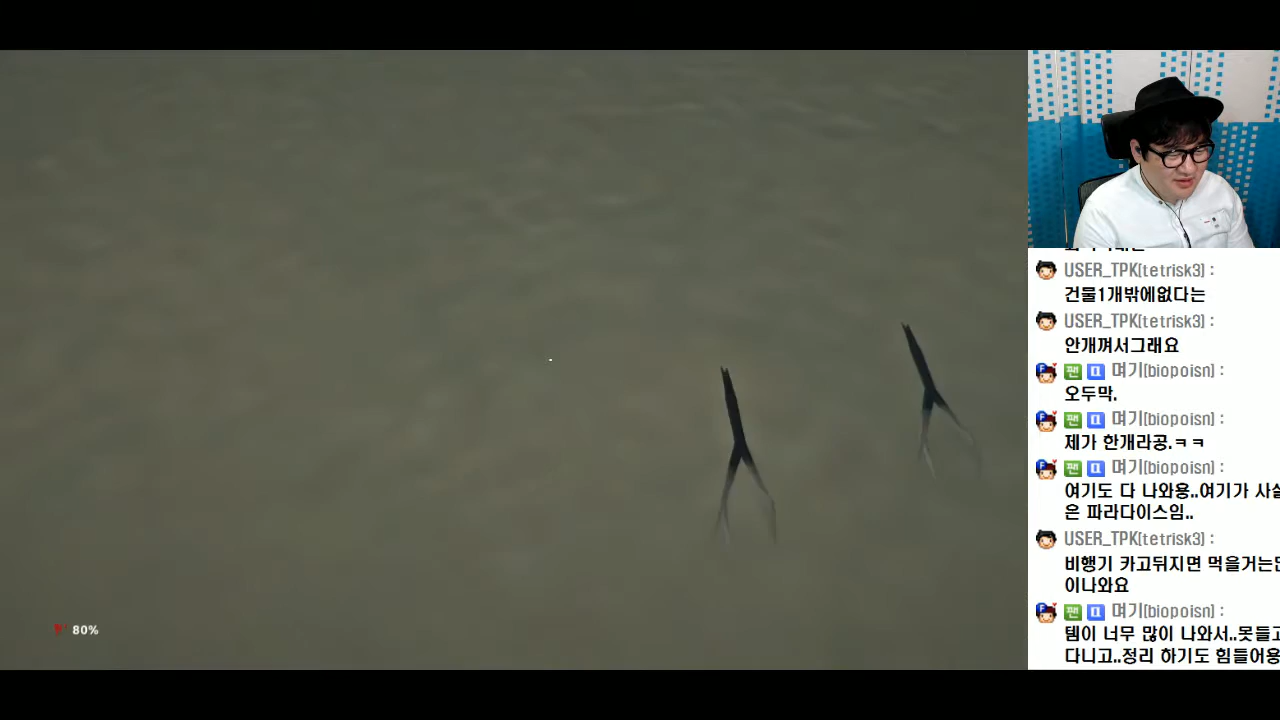 USER_TPK[tetrisk3] :
건물1개밖에없다는
USER_TPK[tetrisk3] :
안개껴서그래요
팬 며기[biopoisn] :
오두막.
팬 며기[biopoisn] :
제가 한개라공.ㅋㅋ
팬 며기[biopoisn] :
여기도 다 나와용..여기가 사실
은 파라다이스임..
USER_TPK[tetrisk3] :
비행기 카고뒤지면 먹을거는
이나와요
팬 며기[biopoisn] :
템이 너무 많이 나와서..못들고
다니고..정리 하기도 힘들어용
80%